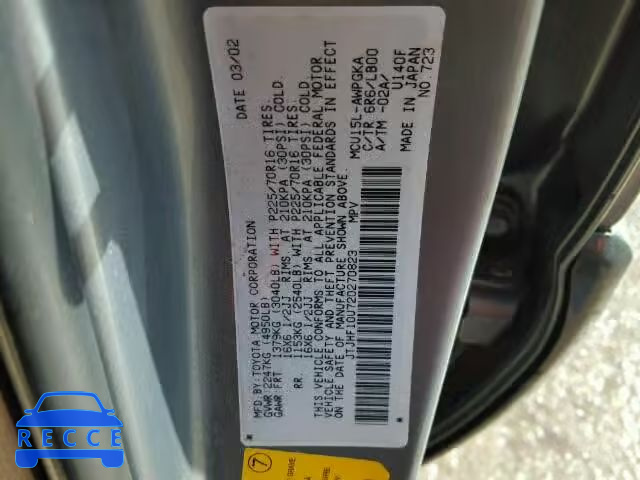 MFD. BY: TOYOTA MOTOR CORPORATION DATE 03/02
GVWR: 2247KG (4950LB)
GAWR: FRT 1379KG (3040LB) WITH P225/70R16 TIRES.
16X6 1/2JJ RIMS. AT 210KPA (30PSI) COLD.
RR. 1153KG (2540LB) WITH P225/70R16 TIRES.
16X6 1/2JJ RIMS. AT 210KPA (30PSI) COLD.
THIS VEHICLE CONFORMS TO ALL APPLICABLE FEDERAL MOTOR
VEHICLE SAFETY AND THEFT PREVENTION STANDARDS IN EFFECT
ON THE DATE OF MANUFACTURE SHOWN ABOVE.
JTJHF10U720270823 MPV
MCU15L-AWPGKA
C/TR 6R6/LB00
A/TM -02A/ U140F
MADE IN JAPAN
NO.723
7
RECCE